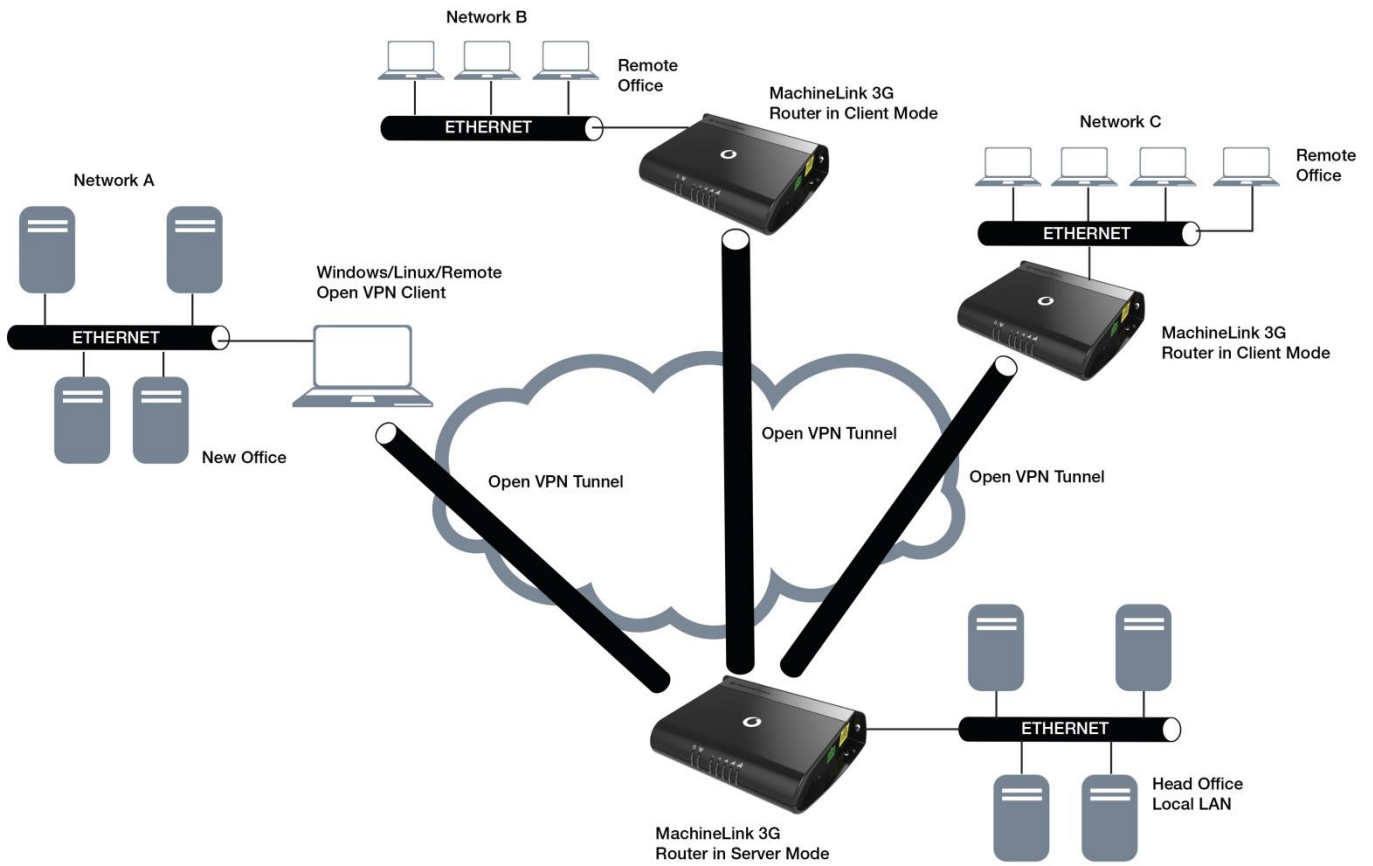 Network B
Remote
Office
ETHERNET
MachineLink 3G
Router in Client Mode
Network C
Remote
Office
ETHERNET
MachineLink 3G
Router in Client Mode
Network A
Windows/Linux/Remote
Open VPN Client
ETHERNET
New Office
Open VPN Tunnel
Open VPN Tunnel
Open VPN Tunnel
ETHERNET
Head Office
Local LAN
MachineLink 3G
Router in Server Mode